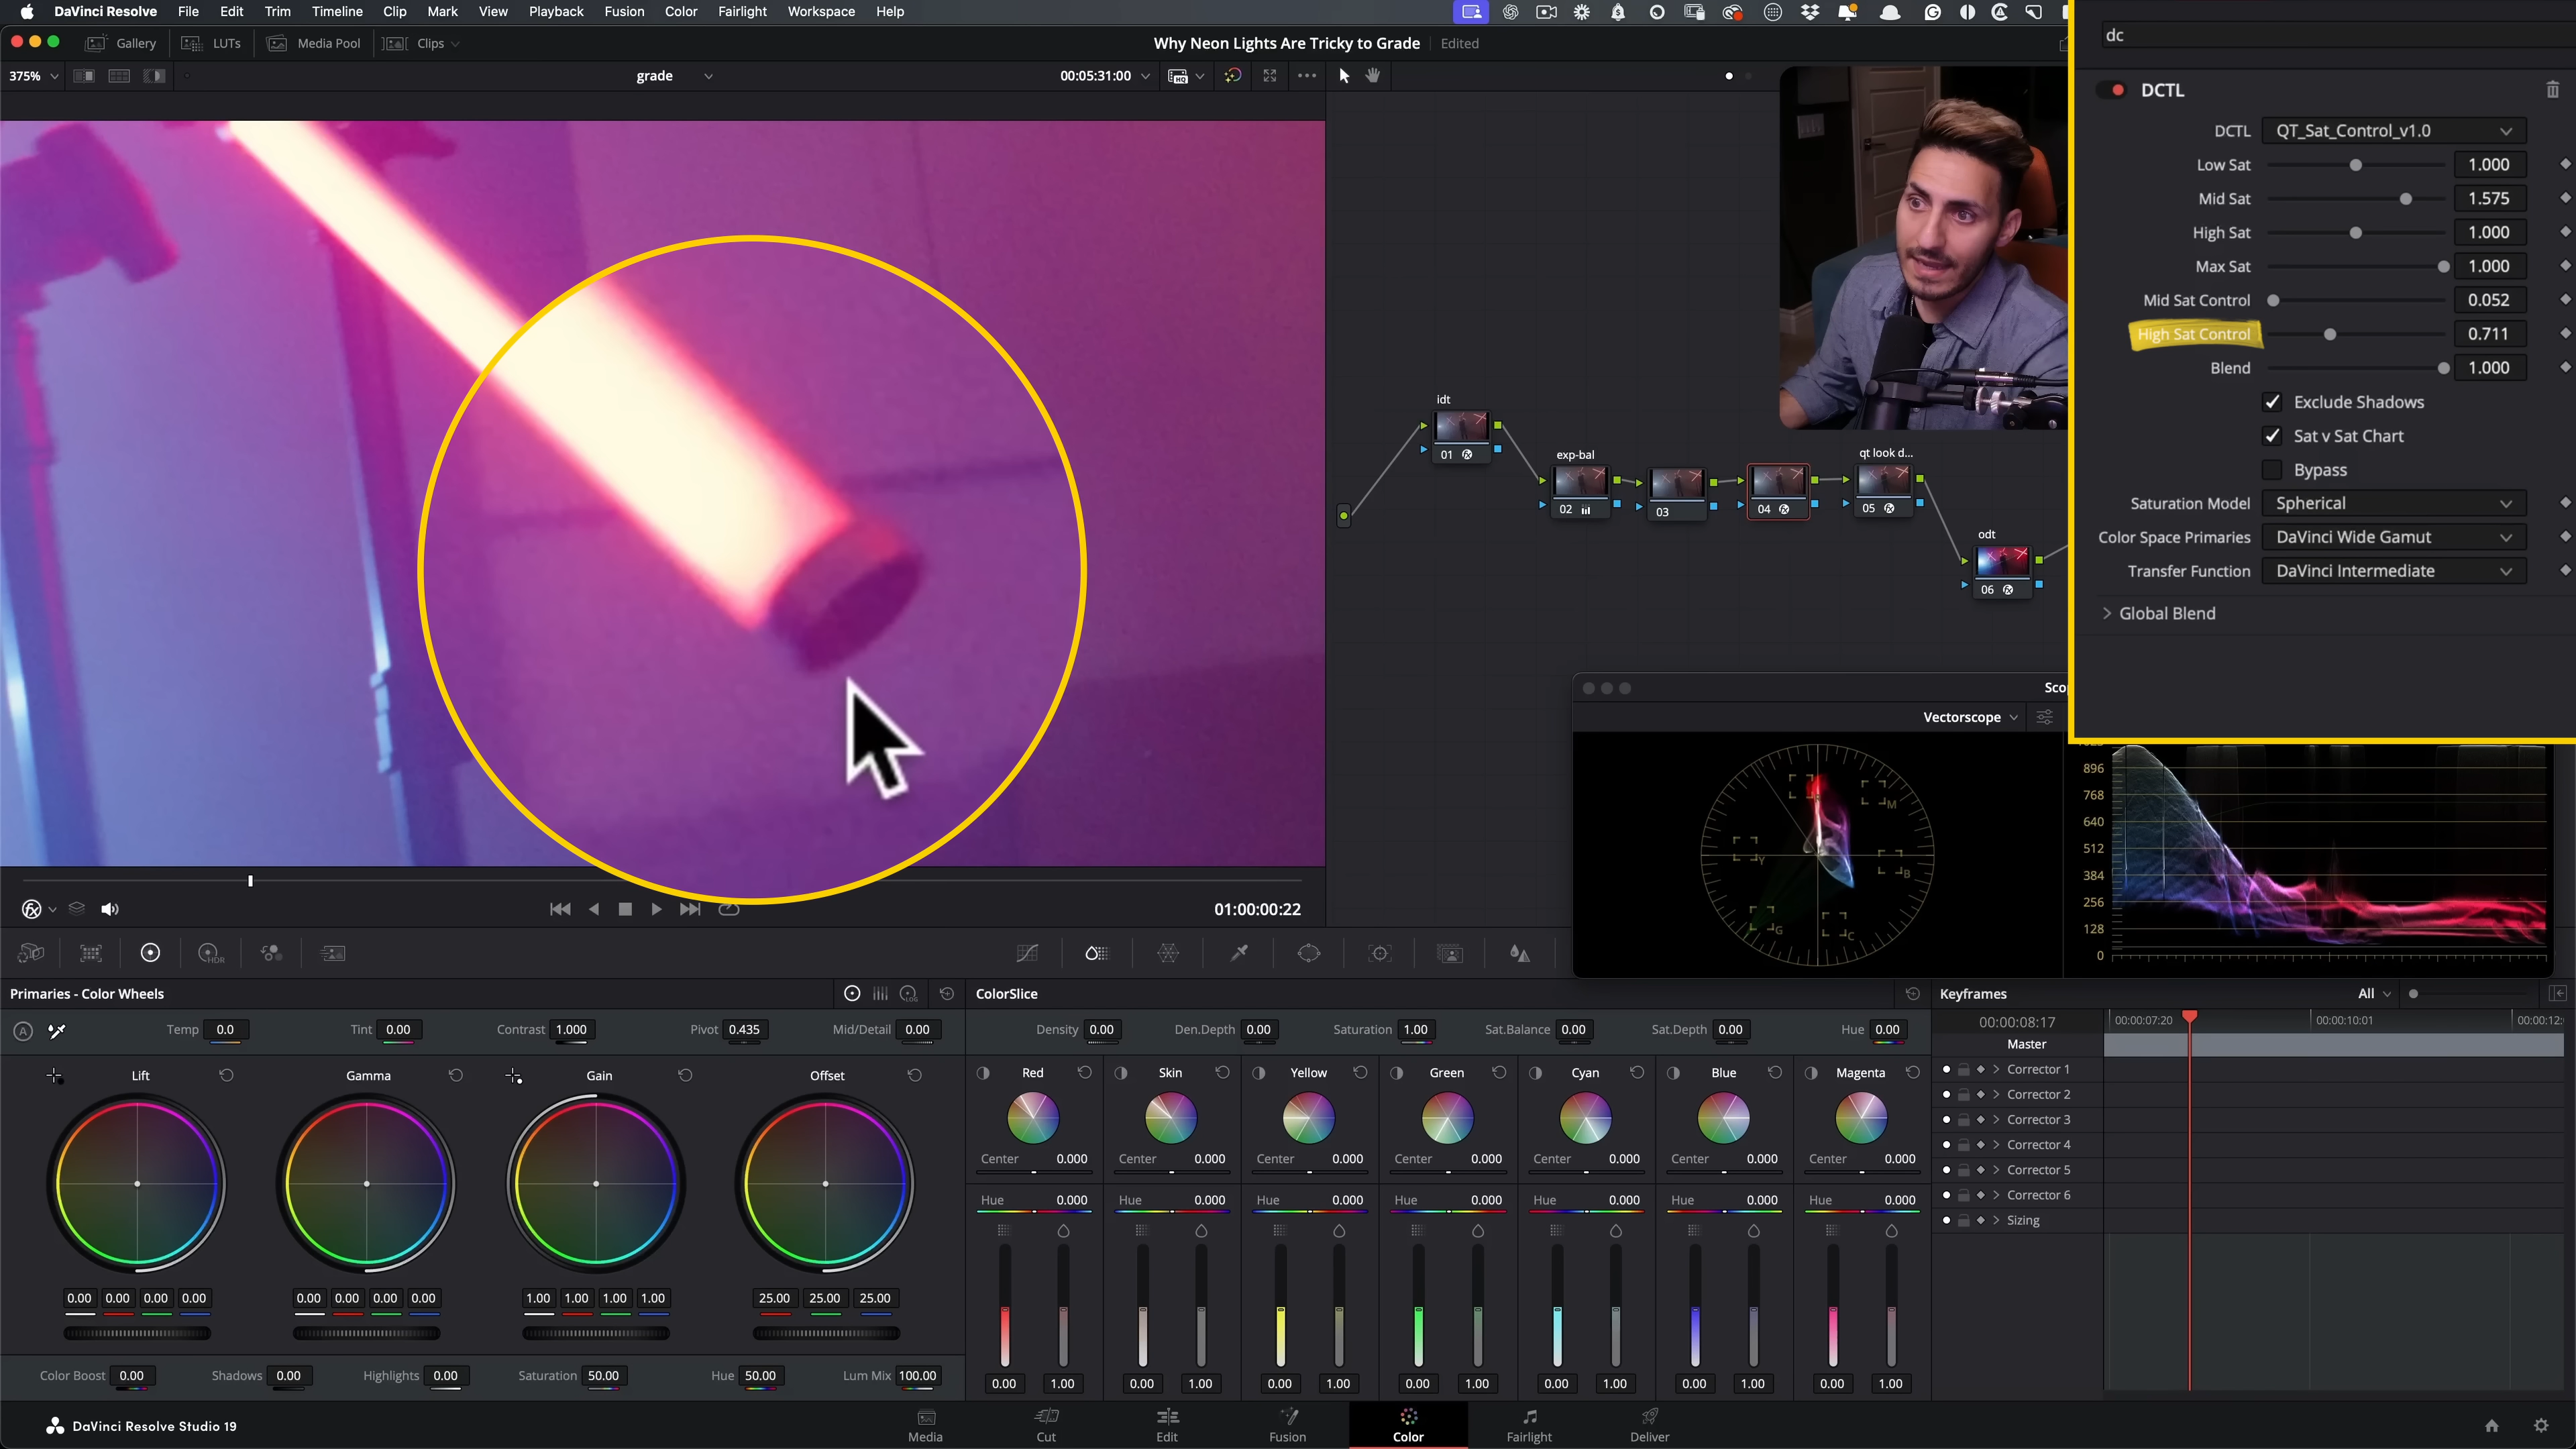 DaVinci Resolve File Edit Trim Timeline Clip Mark View Playback Fusion Color Fairlight Workspace Help
Gallery LUTs Media Pool Clips Why Neon Lights Are Tricky to Grade Edited
375% grade 00:05:31:00
dc
DCTL
DCTL QT_Sat_Control_v1.0
Low Sat 1.000
Mid Sat 1.575
High Sat 1.000
Max Sat 1.000
Mid Sat Control 0.052
High Sat Control 0.711
Blend 1.000
Exclude Shadows
Sat v Sat Chart
Bypass
Saturation Model Spherical
Color Space Primaries DaVinci Wide Gamut
Transfer Function DaVinci Intermediate
Global Blend
idt
01
exp-bal
02
03
04
qt look d...
05
odt
06
Sco
Vectorscope
M
B
C
G
Y
896
768
640
512
384
256
128
0
01:00:00:22
HDR
Primaries - Color Wheels
LOG
Temp 0.0 Tint 0.00 Contrast 1.000 Pivot 0.435 Mid/Detail 0.00
A
Lift Gamma Gain Offset
0.00 0.00 0.00 0.00 0.00 0.00 0.00 0.00 1.00 1.00 1.00 1.00 25.00 25.00 25.00
Color Boost 0.00 Shadows 0.00 Highlights 0.00 Saturation 50.00 Hue 50.00 Lum Mix 100.00
ColorSlice
Density 0.00 Den.Depth 0.00 Saturation 1.00 Sat.Balance 0.00 Sat.Depth 0.00 Hue 0.00
Red Skin Yellow Green Cyan Blue Magenta
Center 0.000 Center 0.000 Center 0.000 Center 0.000 Center 0.000 Center 0.000 Center 0.000
Hue 0.000 Hue 0.000 Hue 0.000 Hue 0.000 Hue 0.000 Hue 0.000 Hue 0.000
0.00 1.00 0.00 1.00 0.00 1.00 0.00 1.00 0.00 1.00 0.00 1.00 0.00 1.00
Keyframes All
00:00:08:17 00:00:07:20 00:00:10:01 00:00:12:
Master
Corrector 1
Corrector 2
Corrector 3
Corrector 4
Corrector 5
Corrector 6
Sizing
DaVinci Resolve Studio 19
Media Cut Edit Fusion Color Fairlight Deliver